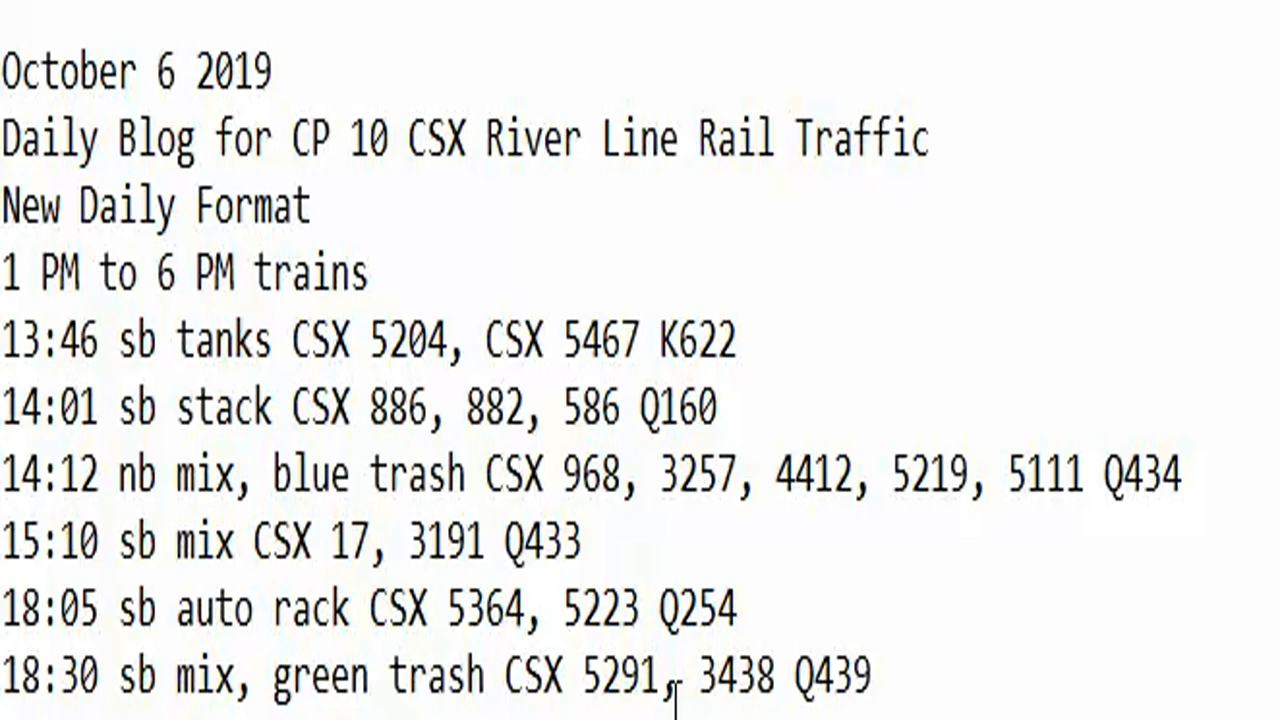 October 6 2019
Daily Blog for CP 10 CSX River Line Rail Traffic
New Daily Format
1 PM to 6 PM trains
13:46 sb tanks CSX 5204, CSX 5467 K622
14:01 sb stack CSX 886, 882, 586 Q160
14:12 nb mix, blue trash CSX 968, 3257, 4412, 5219, 5111 Q434
15:10 sb mix CSX 17, 3191 Q433
18:05 sb auto rack CSX 5364, 5223 Q254
18:30 sb mix, green trash CSX 5291, 3438 Q439